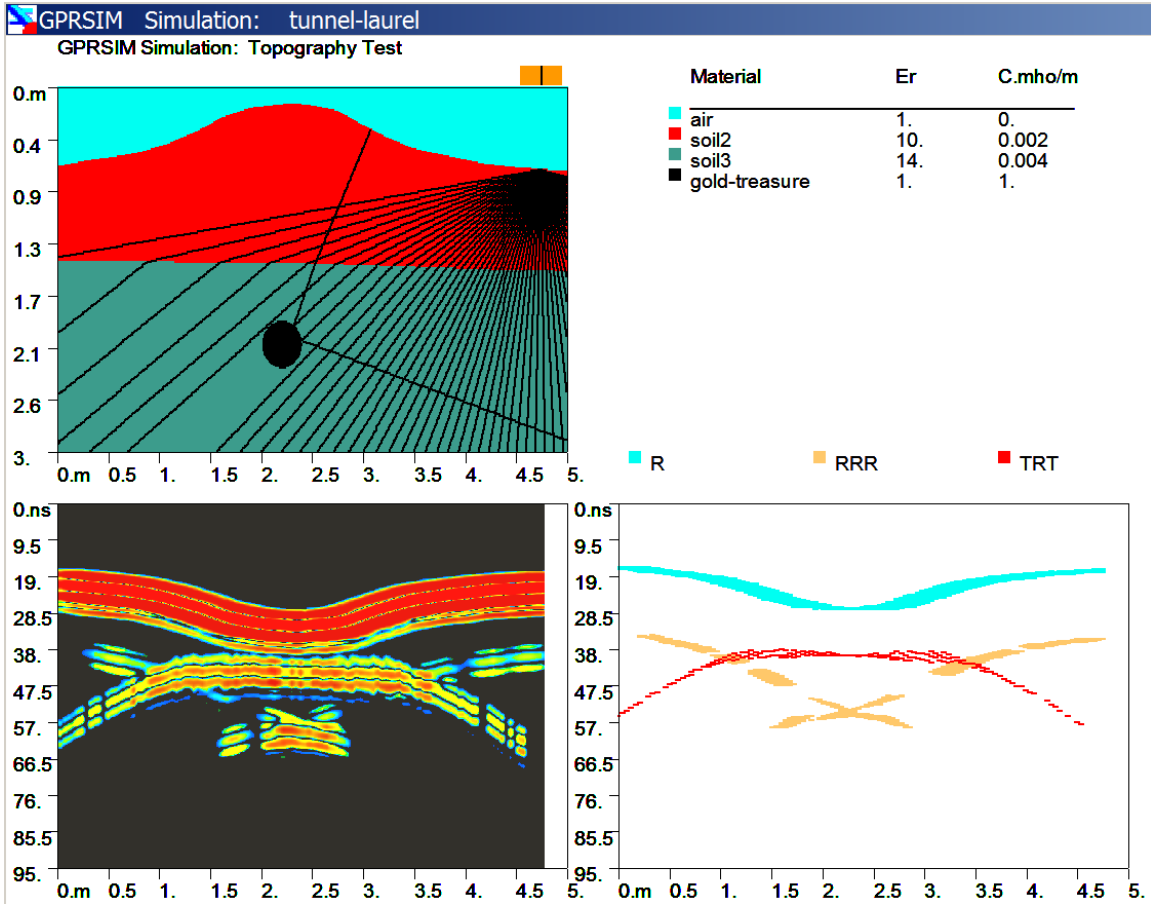 GPRSIM Simulation: tunnel-laurel
GPRSIM Simulation: Topography Test
Material Er C.mho/m
air 1. 0.
soil2 10. 0.002
soil3 14. 0.004
gold-treasure 1. 1.
0.m
0.4
0.9
1.3
1.7
2.1
2.6
3.
0.m 0.5 1. 1.5 2. 2.5 3. 3.5 4. 4.5 5.
R RRR TRT
0.ns
9.5
19.
28.5
38.
47.5
57.
66.5
76.
85.5
95.
0.m 0.5 1. 1.5 2. 2.5 3. 3.5 4. 4.5 5.
0.ns
9.5
19.
28.5
38.
47.5
57.
66.5
76.
85.5
95.
0.m 0.5 1. 1.5 2. 2.5 3. 3.5 4. 4.5 5.